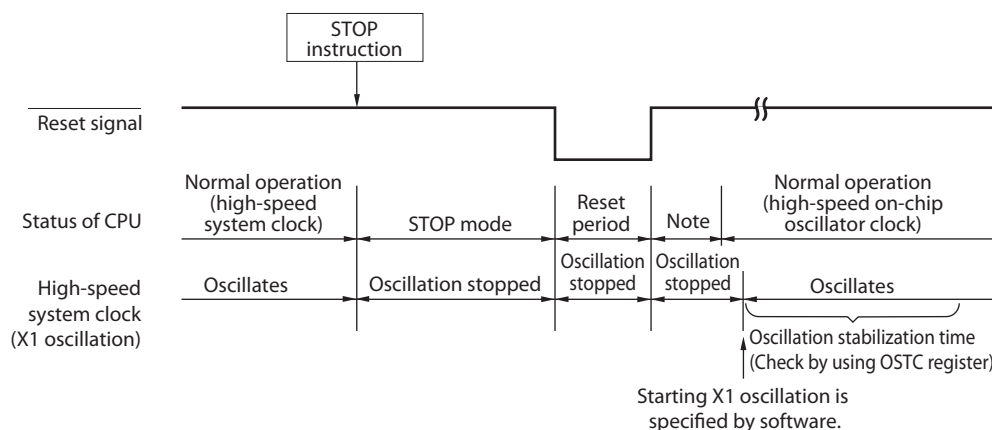 STOP
instruction
Reset signal
Normal operation
(high-speed
system clock)
Reset
period
Normal operation
(high-speed on-chip
oscillator clock)
Status of CPU
STOP mode
Note
High-speed
system clock
(X1 oscillation)
Oscillates
Oscillation stopped
Oscillation
stopped
Oscillation
stopped
Oscillates
Oscillation stabilization time
(Check by using OSTC register)
Starting X1 oscillation is
specified by software.